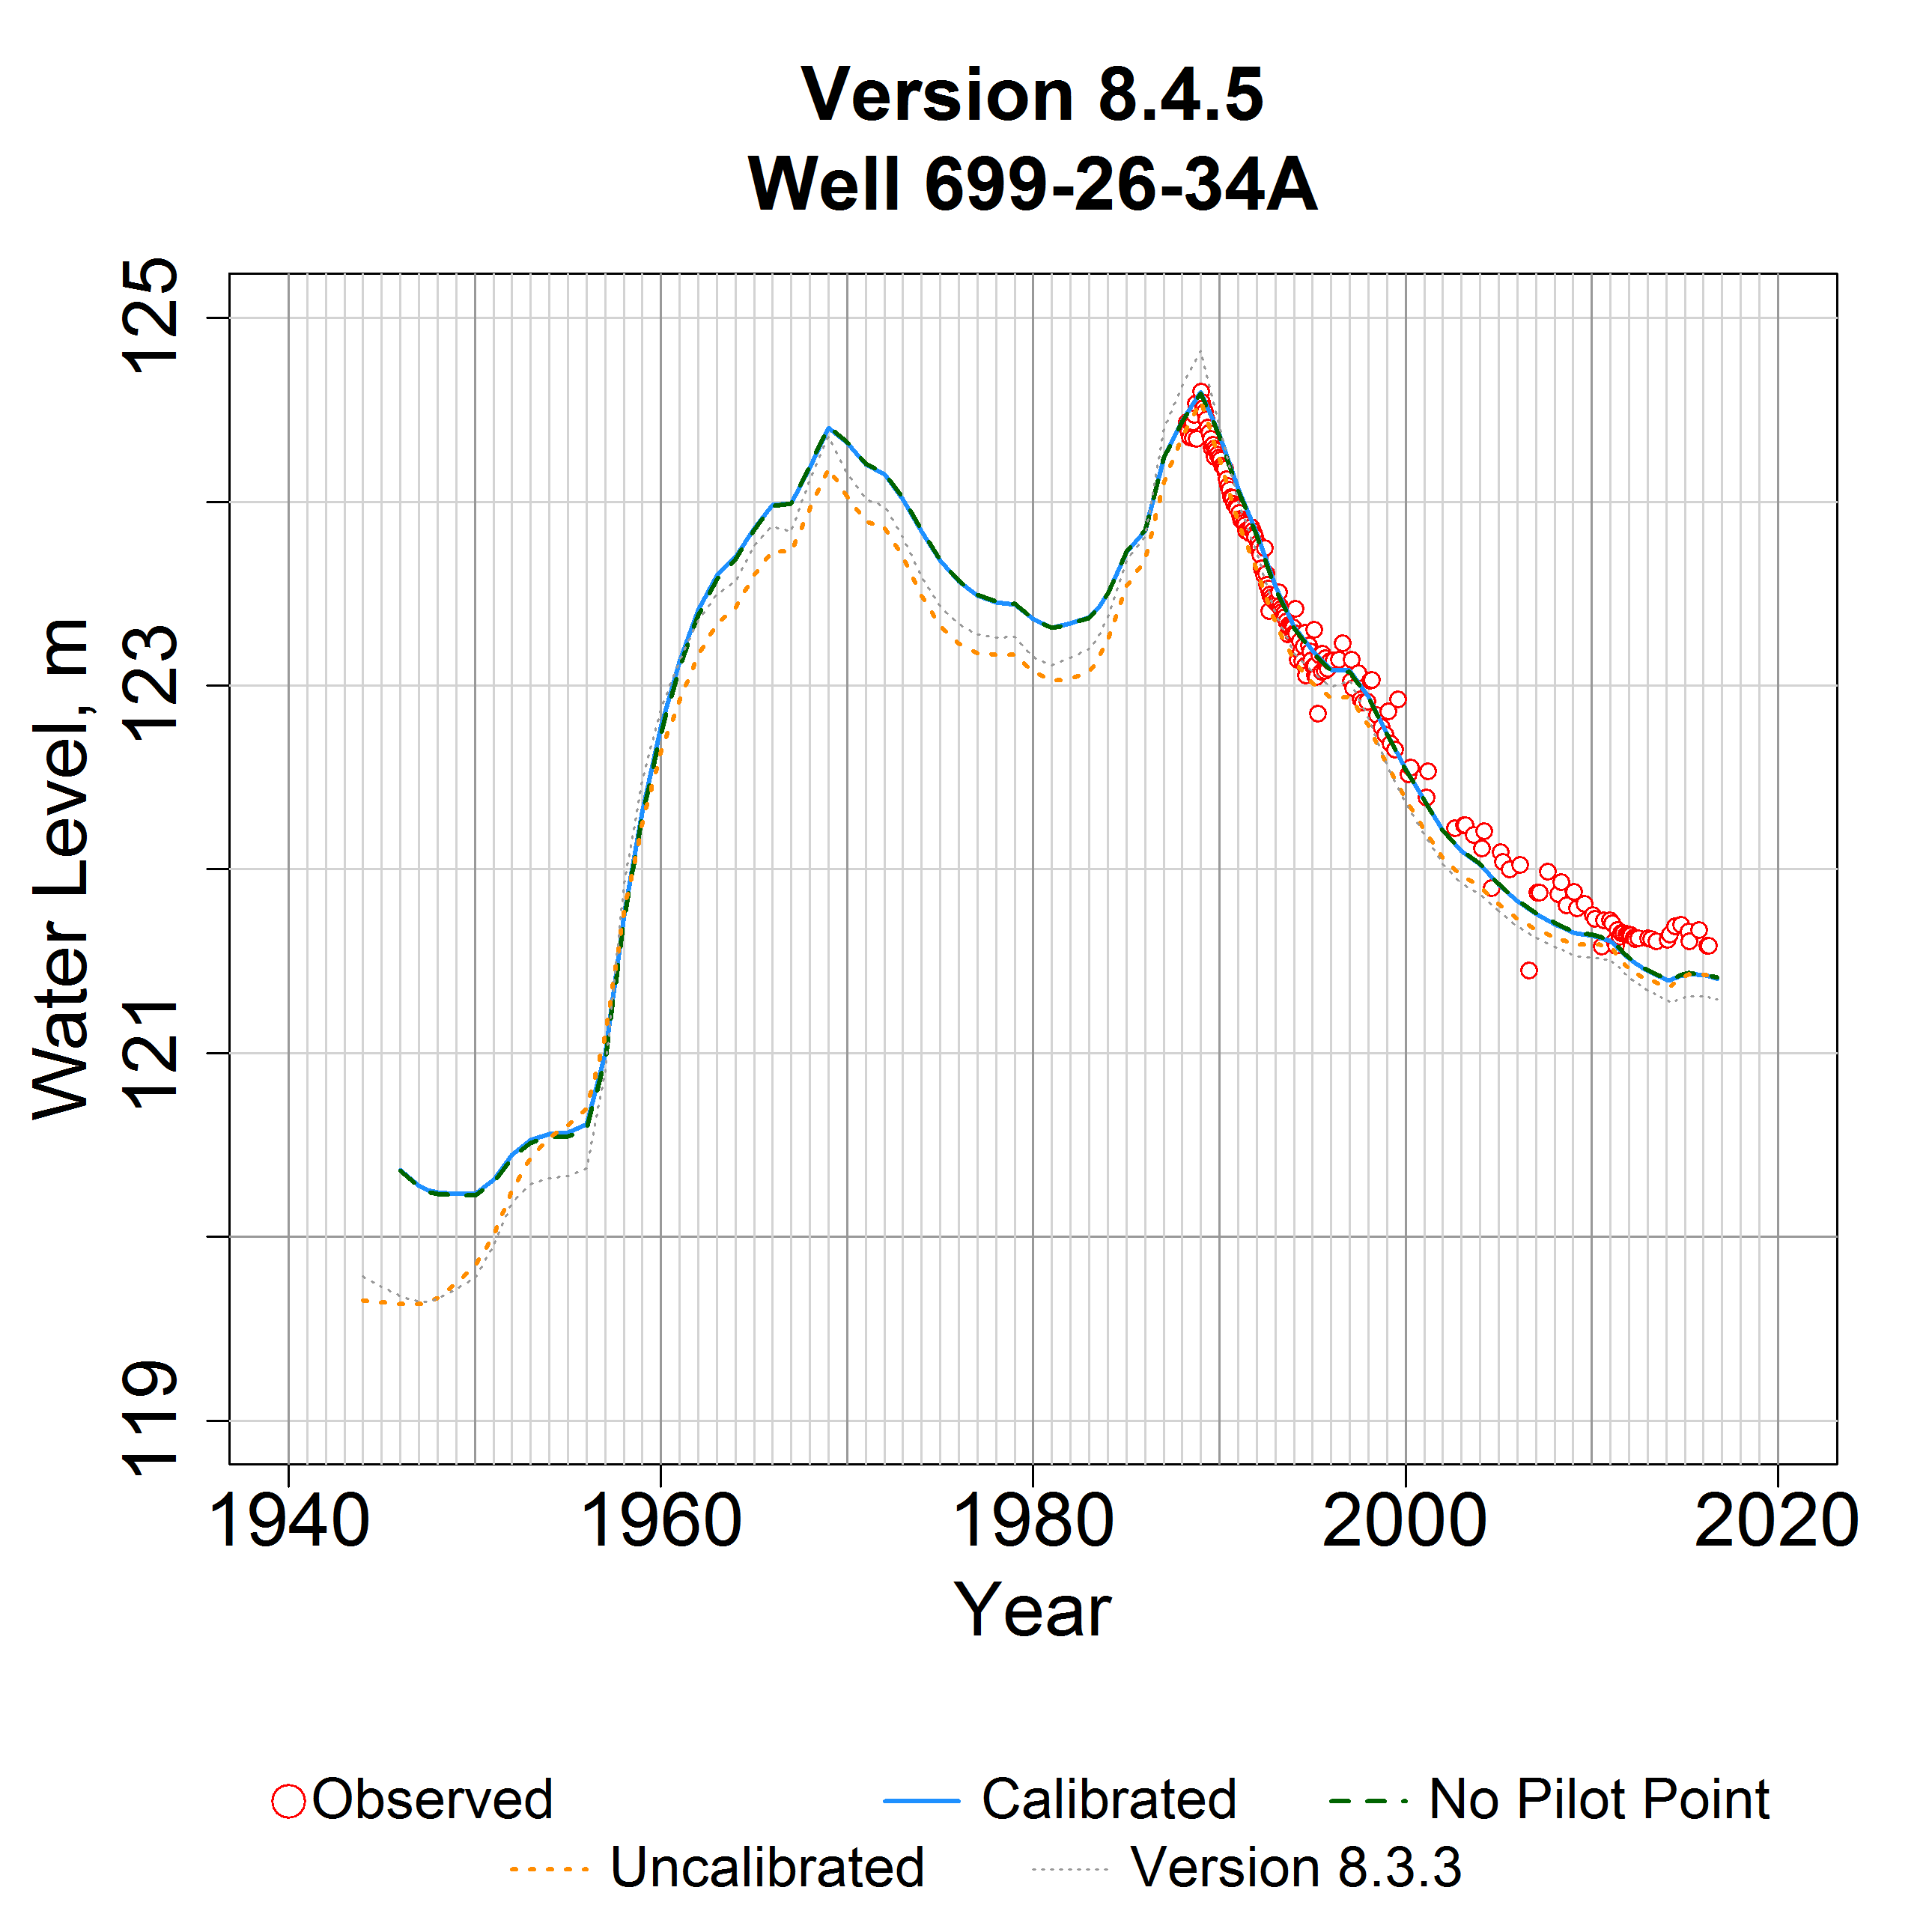 Version 8.4.5
Well 699-26-34A
Water Level, m
125
123
121
119
1940 1960 1980 2000 2020
Year
Observed Calibrated No Pilot Point
Uncalibrated Version 8.3.3